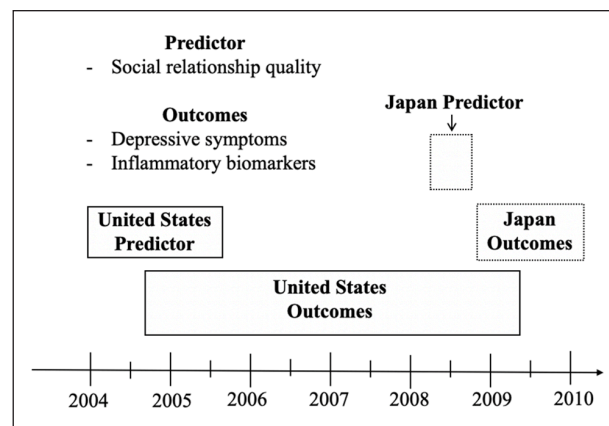 Predictor
- Social relationship quality
Outcomes
- Depressive symptoms
- Inflammatory biomarkers
Japan Predictor
United States
Predictor
Japan
Outcomes
United States
Outcomes
2004 2005 2006 2007 2008 2009 2010